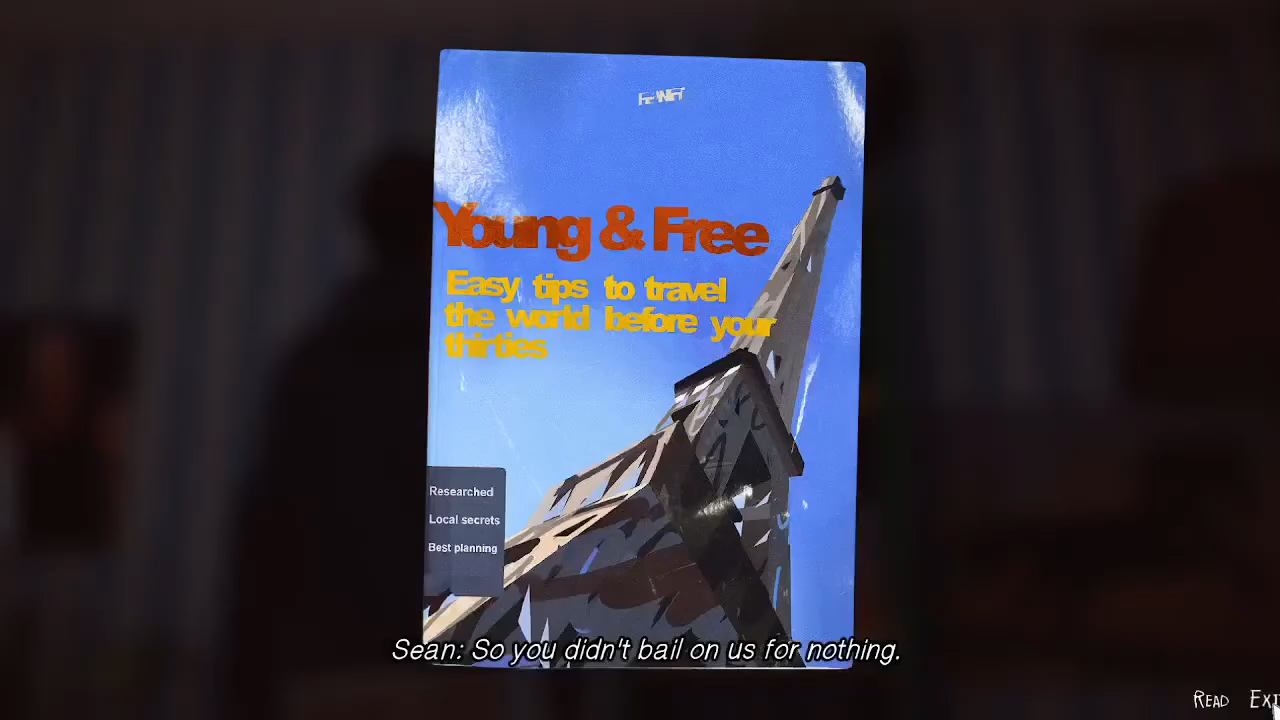 Young & Free
Easy tips to travel
the world before your
thirties
Researched
Local secrets
Best planning
Sean: So you didn't bail on us for nothing.
READ